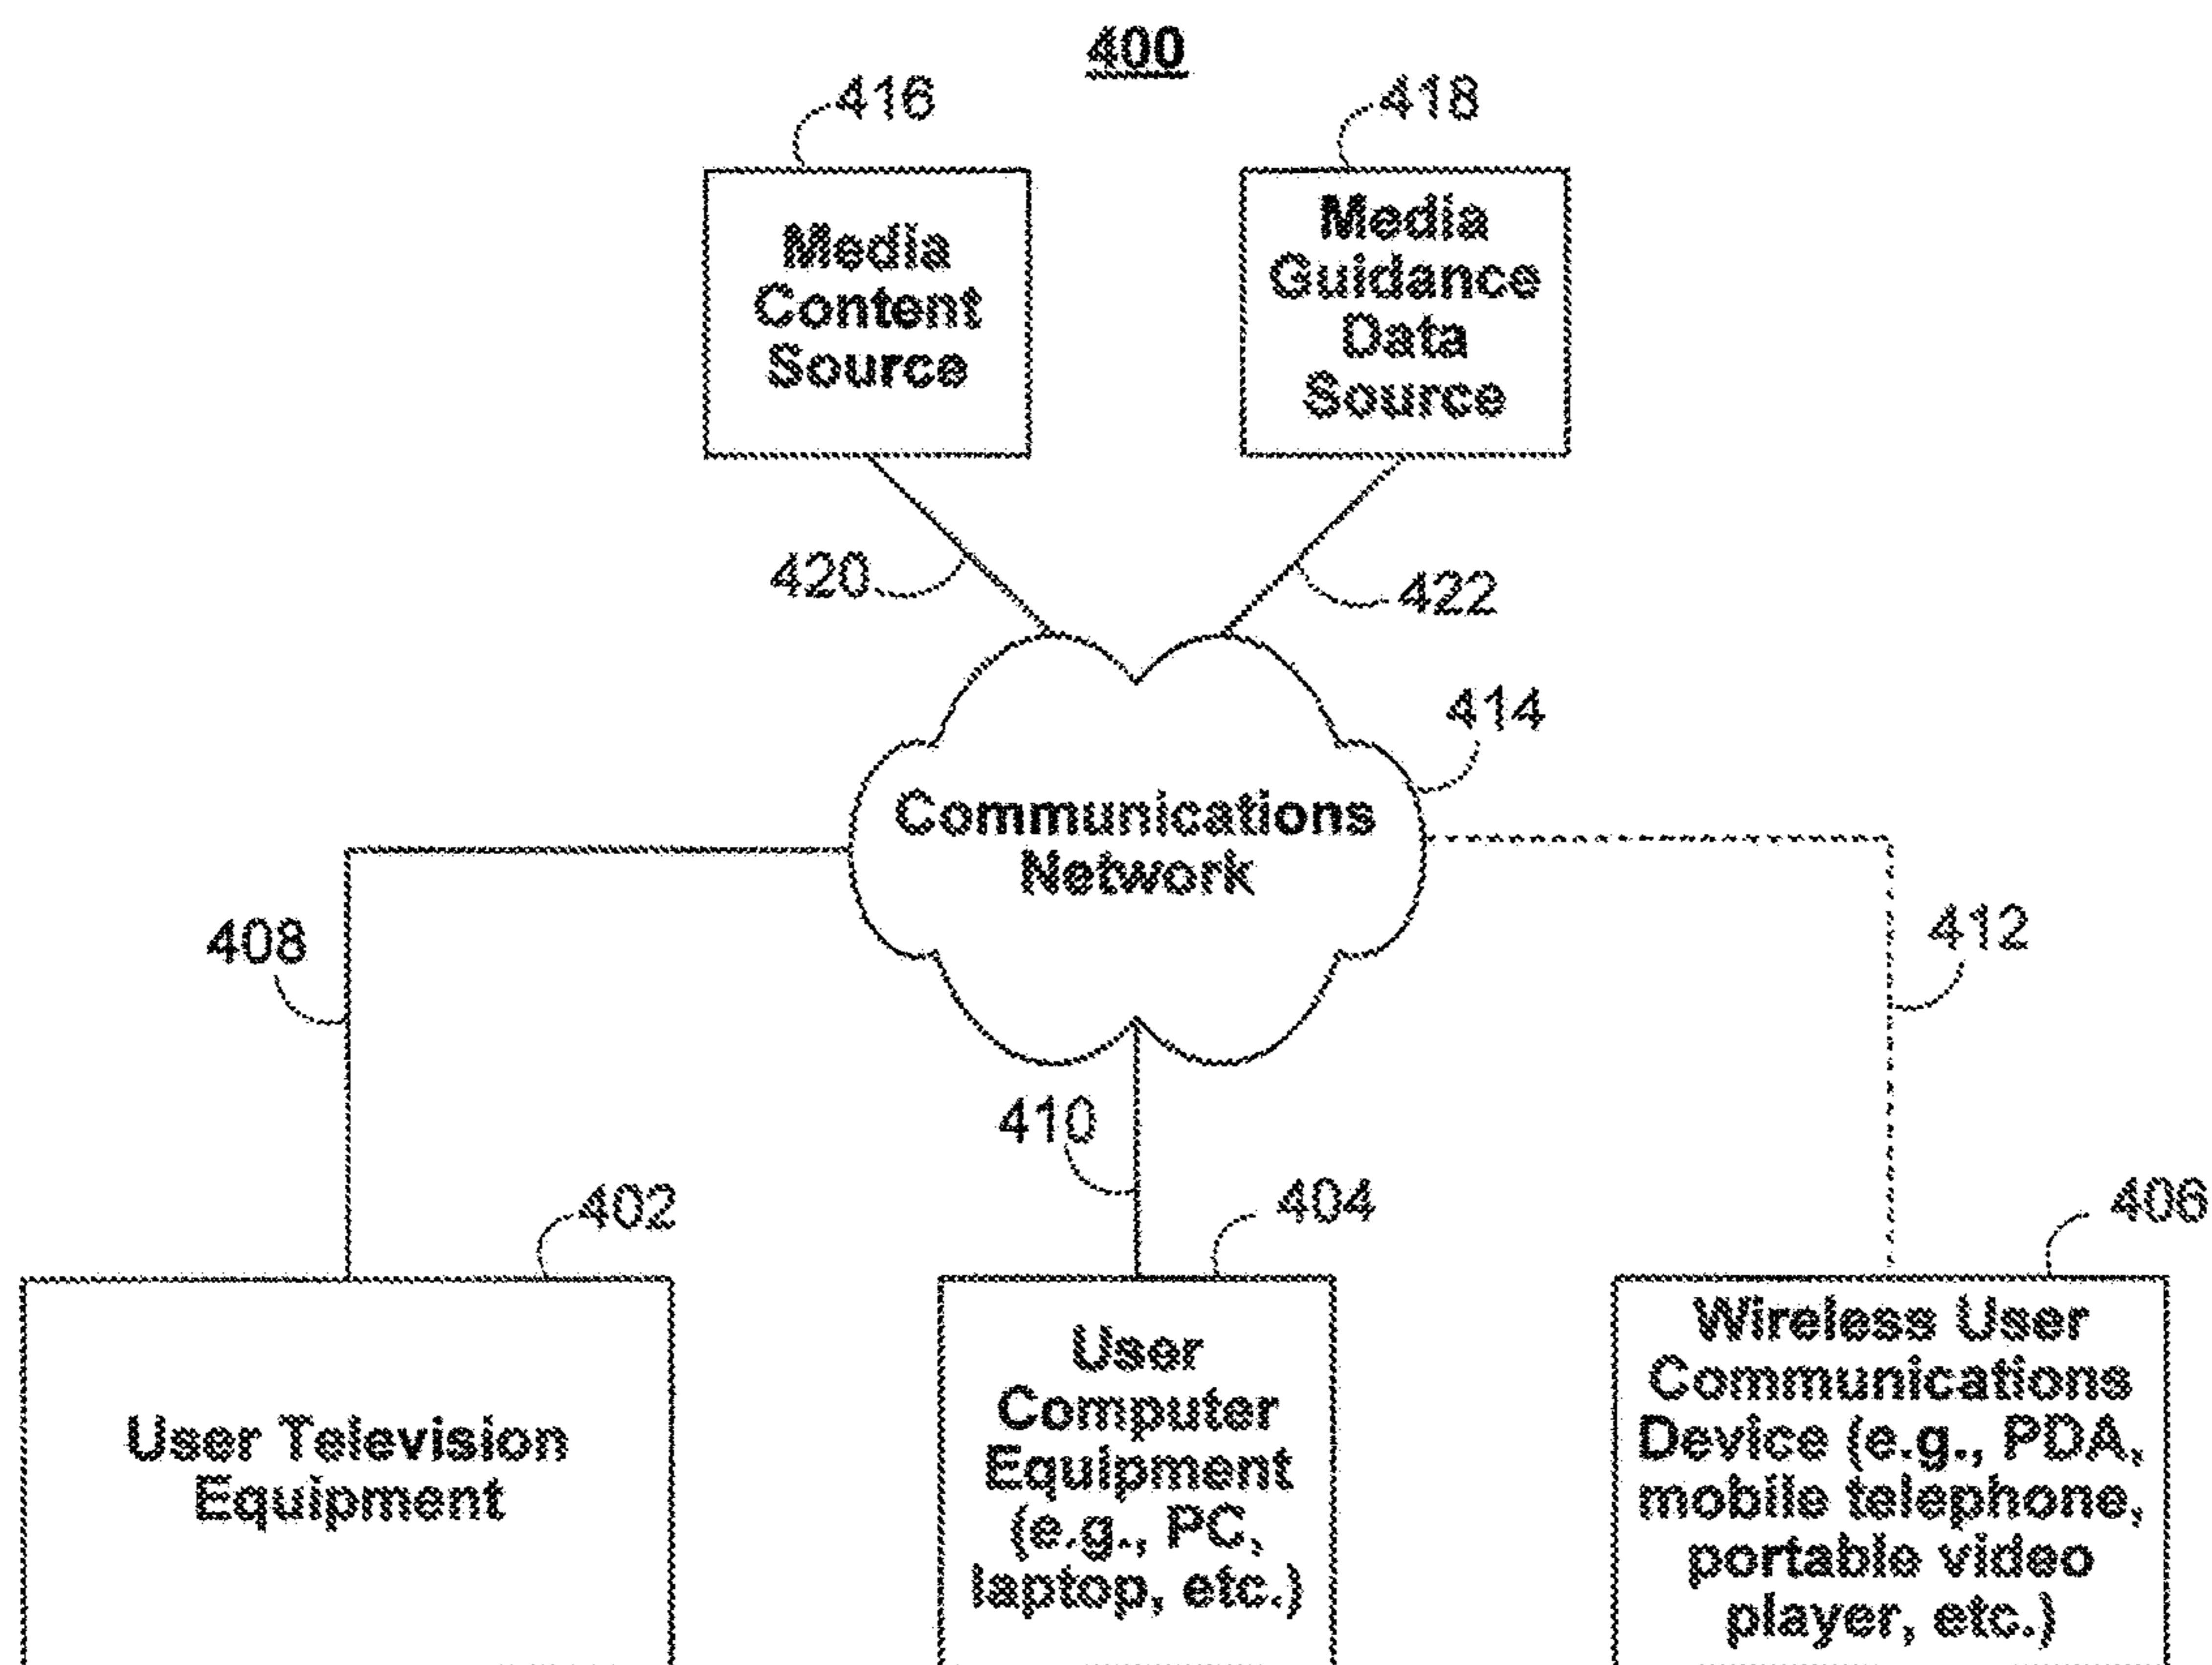 400
416
418
Media
Content
Source
Media
Guidance
Data
Source
420
422
414
Communications
Network
408
412
410
402
404
406
User Television
Equipment
User
Computer
Equipment
(e.g., PC,
laptop, etc.)
Wireless User
Communications
Device (e.g., PDA,
mobile telephone,
portable video
player, etc.)